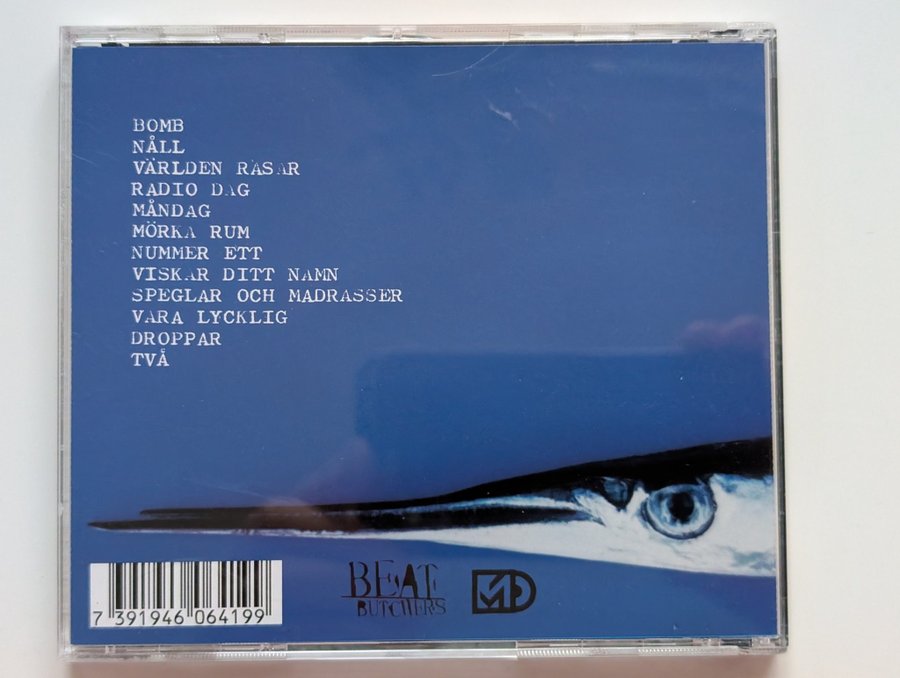 BOMB
NÅLL
VÄRLDEN RASAR
RADIO DAG
MÅNDAG
MÖRKA RUM
NUMMER ETT
VISKAR DITT NAMN
SPEGLAR OCH MADRASSER
VARA LYCKLIG
DROPPAR
TVÅ
BEAT
BUTCHERS
MD
7 391946 064199